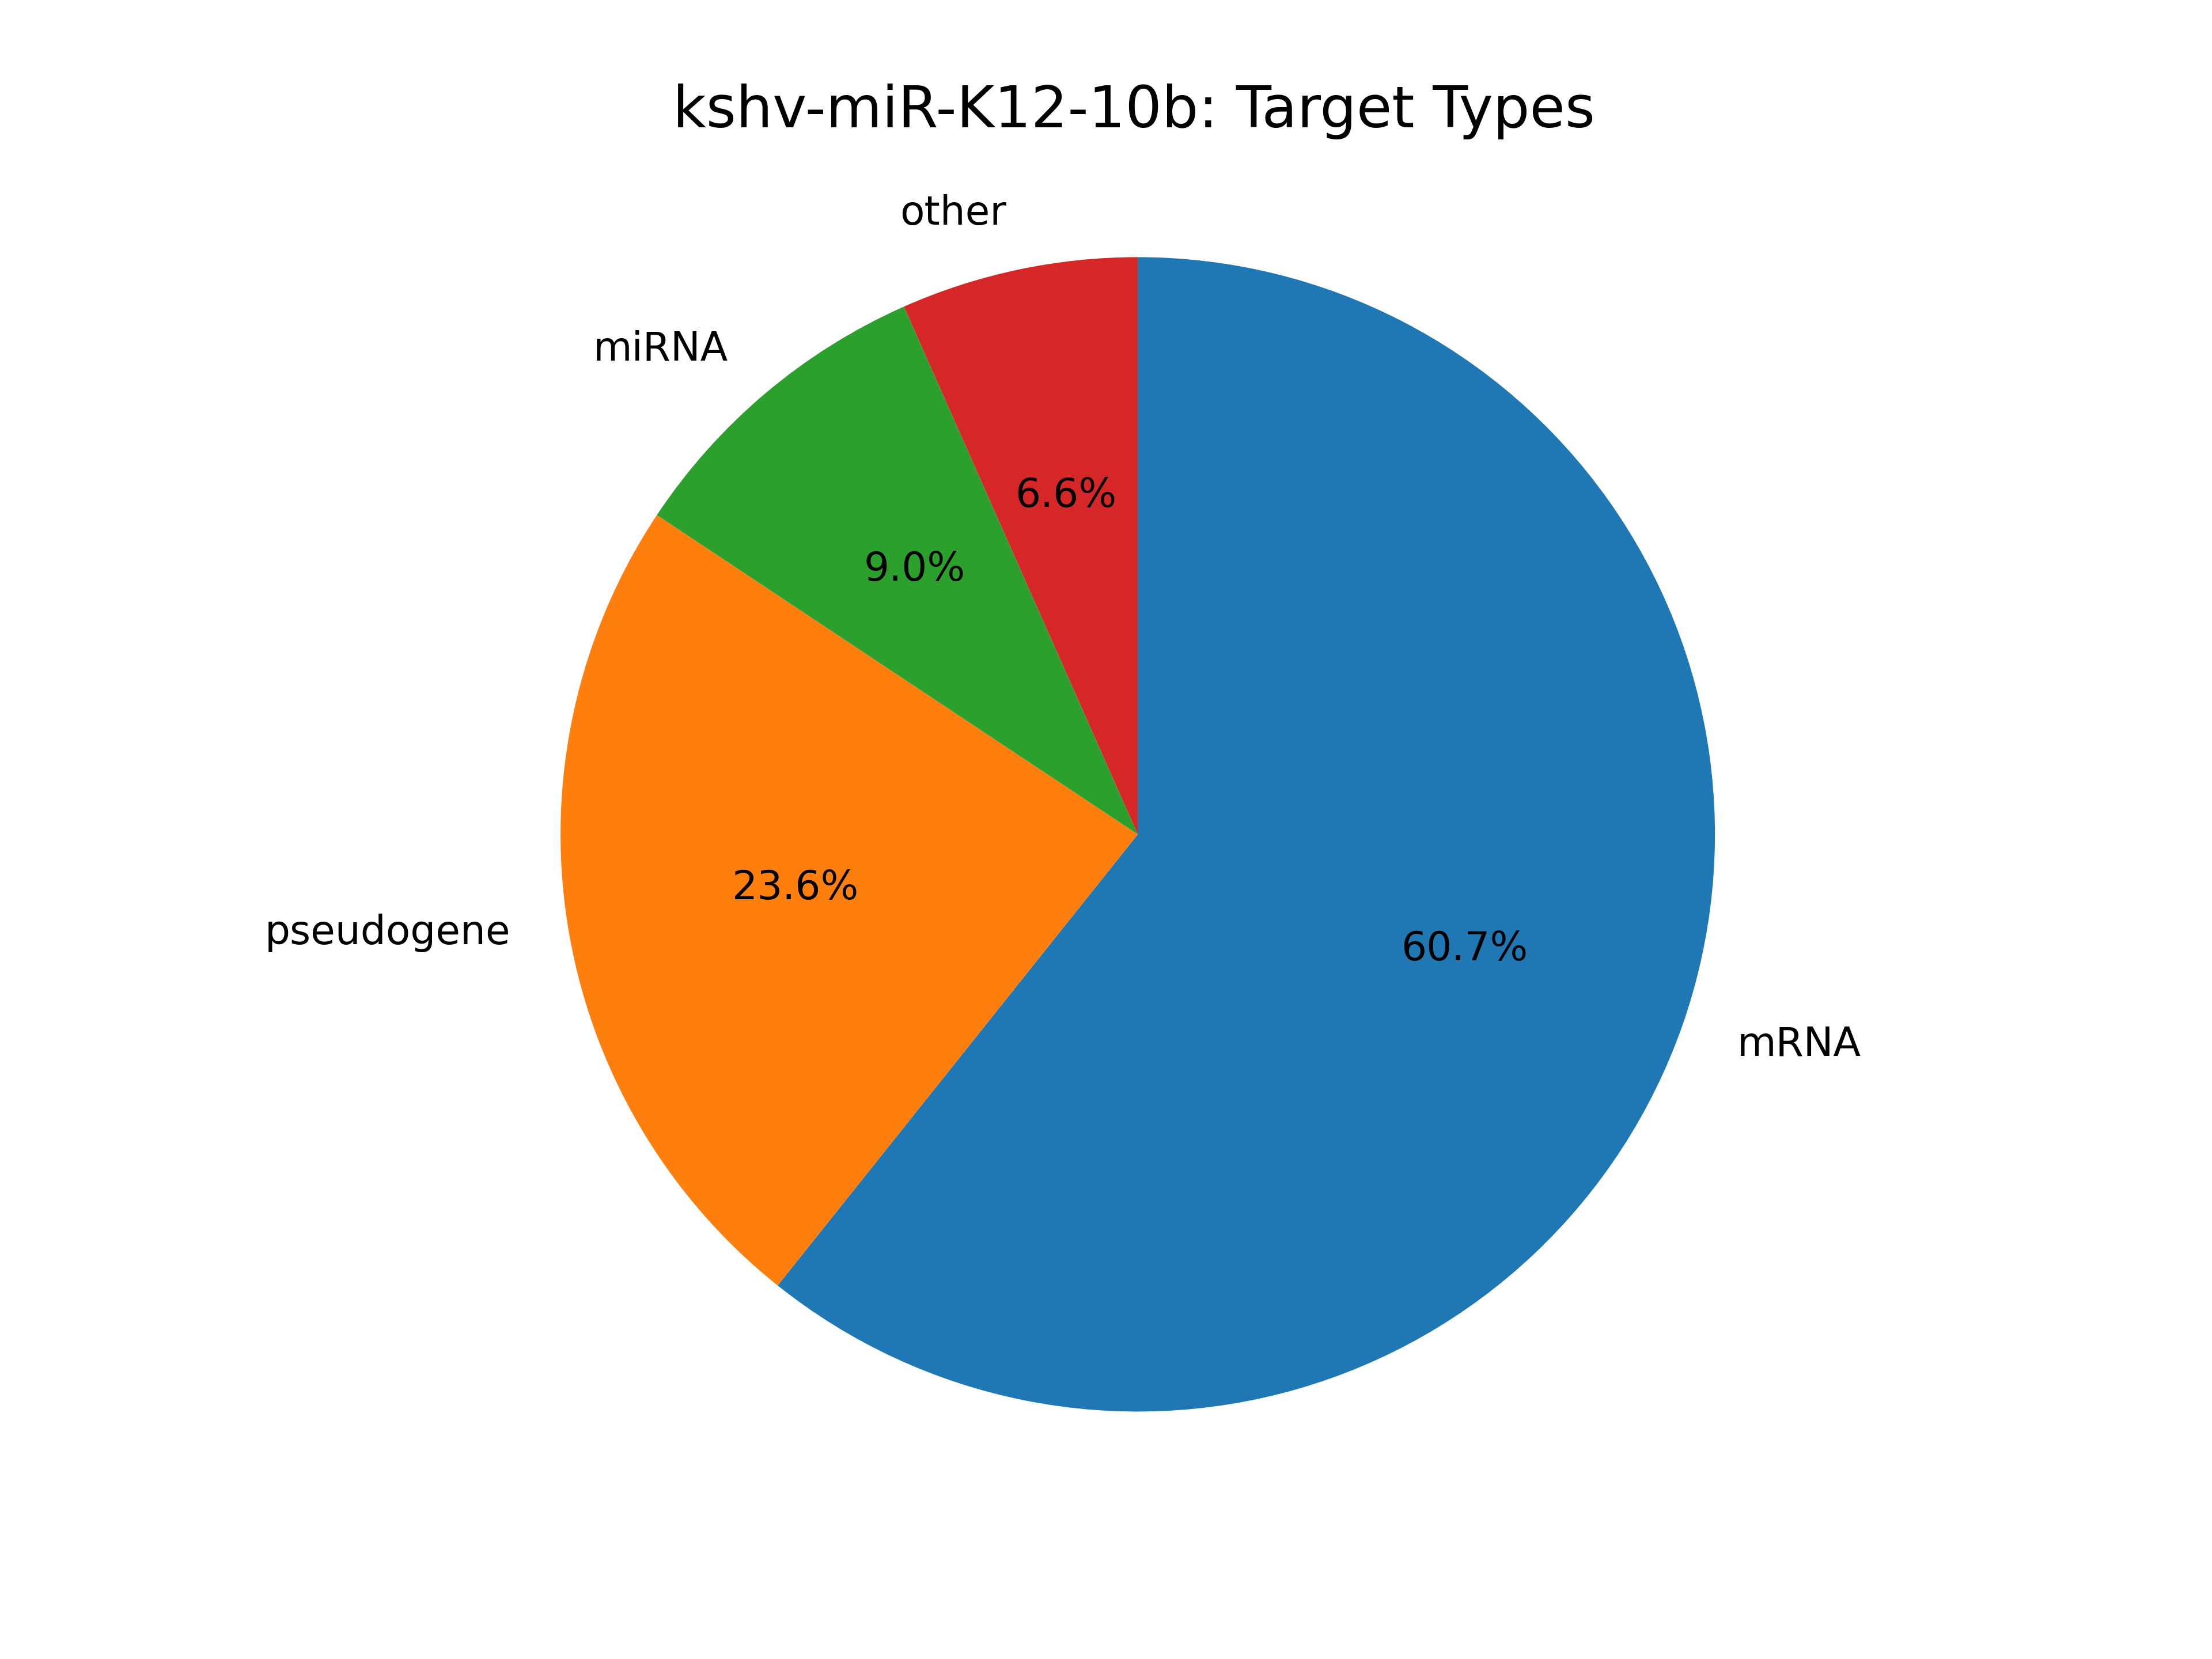 kshv-miR-K12-10b: Target Types
other
miRNA
6.6%
9.0%
23.6%
pseudogene
60.7%
mRNA